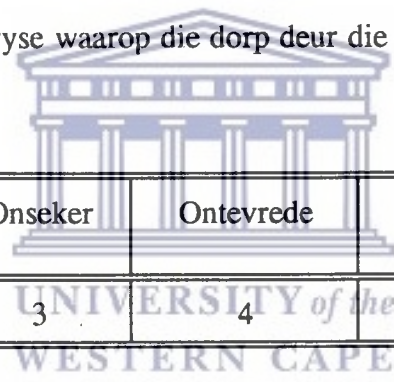 yse waarop die dorp deur die
Onseker Ontevrede
3 4
UNIVERSITY of the
WESTERN CAPE